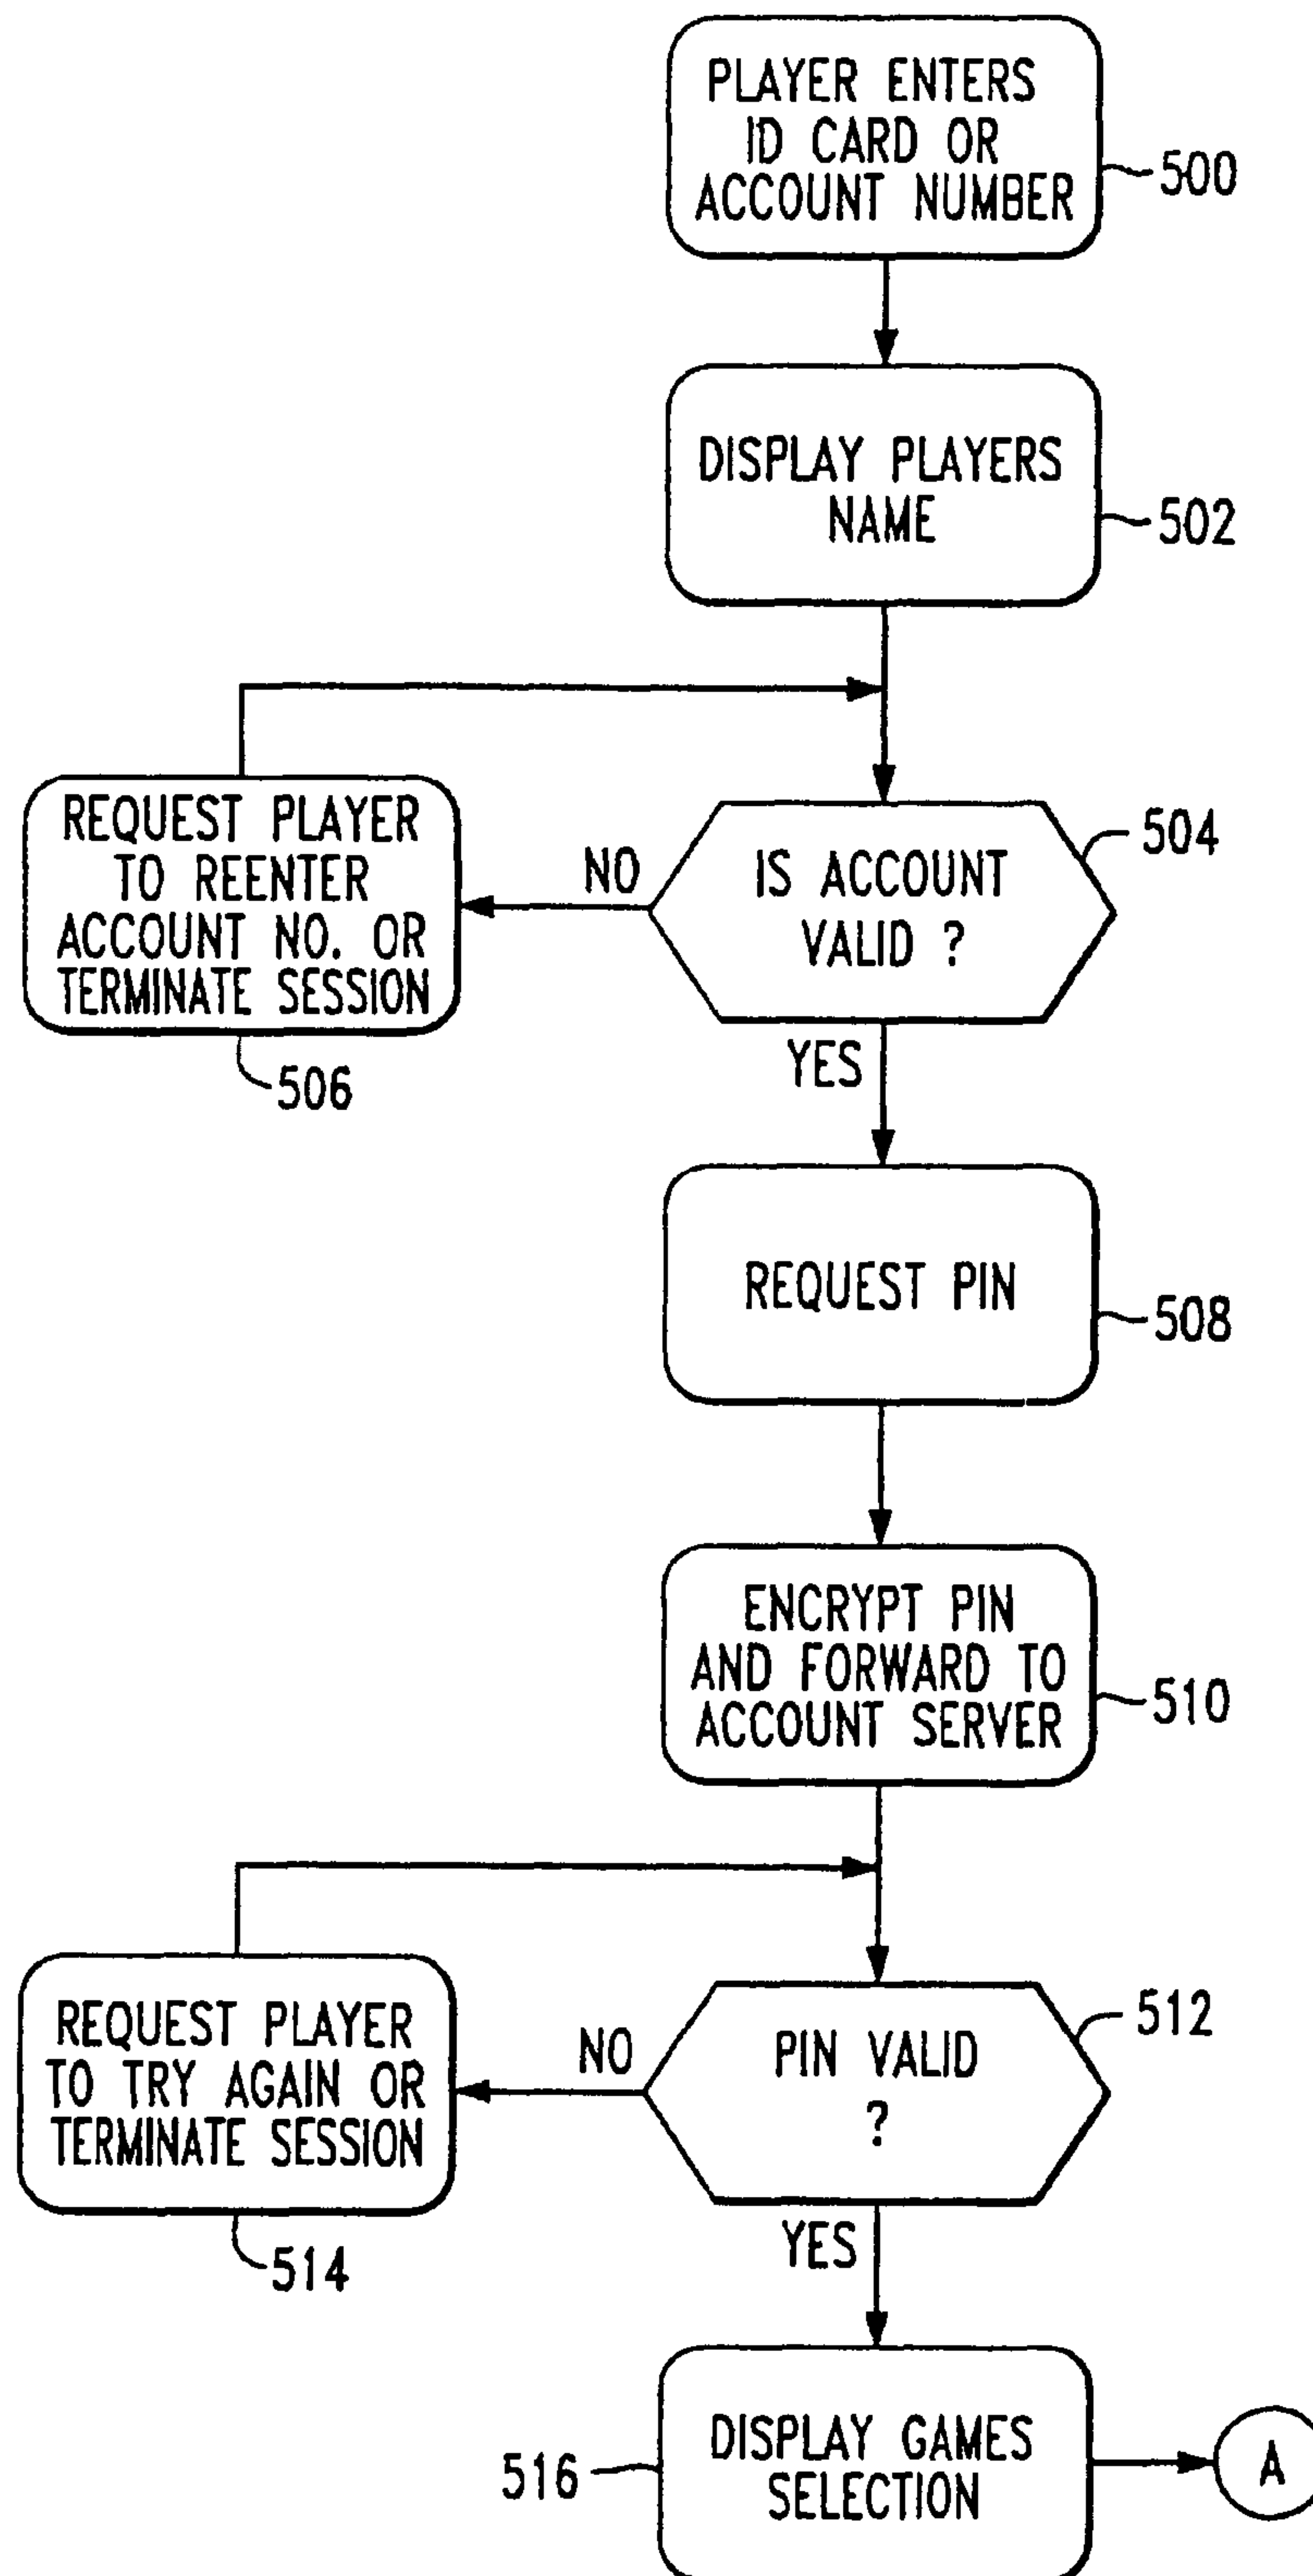 PLAYER ENTERS
ID CARD OR
ACCOUNT NUMBER
500
DISPLAY PLAYERS
NAME
502
REQUEST PLAYER
TO REENTER
ACCOUNT NO. OR
TERMINATE SESSION
506
NO
IS ACCOUNT
VALID ?
504
YES
REQUEST PIN
508
ENCRYPT PIN
AND FORWARD TO
ACCOUNT SERVER
510
REQUEST PLAYER
TO TRY AGAIN OR
TERMINATE SESSION
514
NO
PIN VALID
?
512
YES
516
DISPLAY GAMES
SELECTION
A